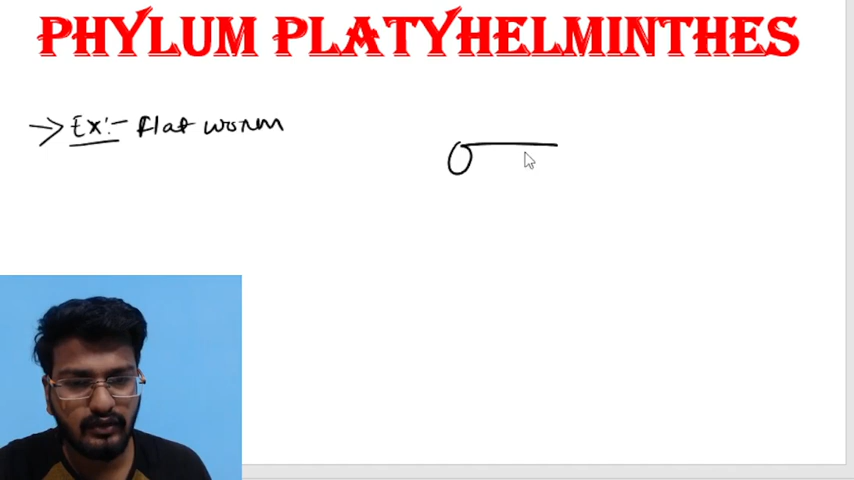 PHYLUM PLATYHELMINTHES
→ Ex:- flat worm